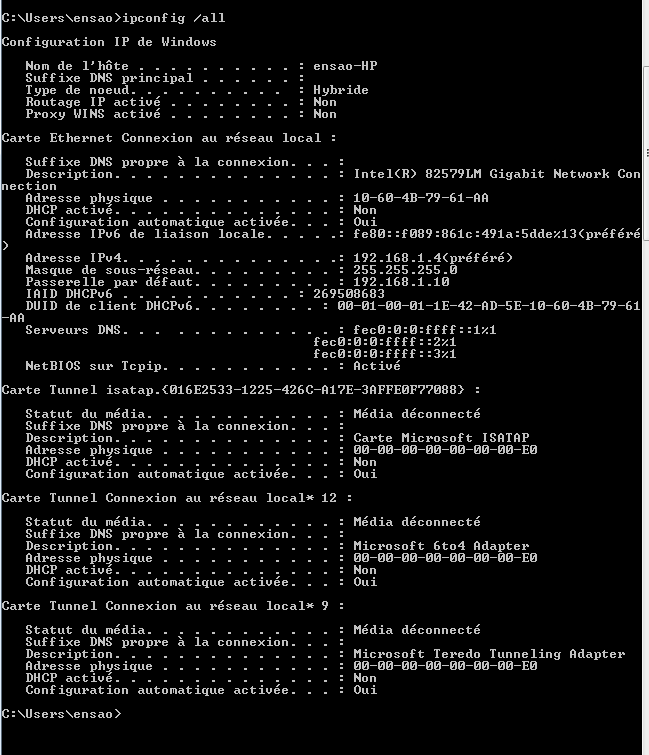 C:\Users\ensao>ipconfig /all
Configuration IP de Windows
Nom de l'hôte . . . . . . . . . . : ensao-HP
Suffixe DNS principal . . . . . . :
Type de noeud. . . . . . . . . . : Hybride
Routage IP activé . . . . . . . . : Non
Proxy WINS activé . . . . . . . . : Non
Carte Ethernet Connexion au réseau local :
Suffixe DNS propre à la connexion. . . :
Description. . . . . . . . . . . . . . : Intel(R) 82579LM Gigabit Network Con
nection
Adresse physique . . . . . . . . . . . : 10-60-4B-79-61-AA
DHCP activé. . . . . . . . . . . . . . : Non
Configuration automatique activée. . . : Oui
Adresse IPv6 de liaison locale. . . . .: fe80::f089:861c:491a:5dde%13(préféré
)
Adresse IPv4. . . . . . . . . . . . . .: 192.168.1.4(préféré)
Masque de sous-réseau. . . . . . . . . : 255.255.255.0
Passerelle par défaut. . . . . . . . . : 192.168.1.10
IAID DHCPv6 . . . . . . . . . . . : 269508683
DUID de client DHCPv6. . . . . . . . : 00-01-00-01-1E-42-AD-5E-10-60-4B-79-61
-AA
Serveurs DNS. . . . . . . . . . . . . : fec0:0:0:ffff::1%1
fec0:0:0:ffff::2%1
fec0:0:0:ffff::3%1
NetBIOS sur Tcpip. . . . . . . . . . . : Activé
Carte Tunnel isatap.{016E2533-1225-426C-A17E-3AFFE0F77088} :
Statut du média. . . . . . . . . . . . : Média déconnecté
Suffixe DNS propre à la connexion. . . :
Description. . . . . . . . . . . . . . : Carte Microsoft ISATAP
Adresse physique . . . . . . . . . . . : 00-00-00-00-00-00-00-E0
DHCP activé. . . . . . . . . . . . . . : Non
Configuration automatique activée. . . : Oui
Carte Tunnel Connexion au réseau local* 12 :
Statut du média. . . . . . . . . . . . : Média déconnecté
Suffixe DNS propre à la connexion. . . :
Description. . . . . . . . . . . . . . : Microsoft 6to4 Adapter
Adresse physique . . . . . . . . . . . : 00-00-00-00-00-00-00-E0
DHCP activé. . . . . . . . . . . . . . : Non
Configuration automatique activée. . . : Oui
Carte Tunnel Connexion au réseau local* 9 :
Statut du média. . . . . . . . . . . . : Média déconnecté
Suffixe DNS propre à la connexion. . . :
Description. . . . . . . . . . . . . . : Microsoft Teredo Tunneling Adapter
Adresse physique . . . . . . . . . . . : 00-00-00-00-00-00-00-E0
DHCP activé. . . . . . . . . . . . . . : Non
Configuration automatique activée. . . : Oui
C:\Users\ensao>